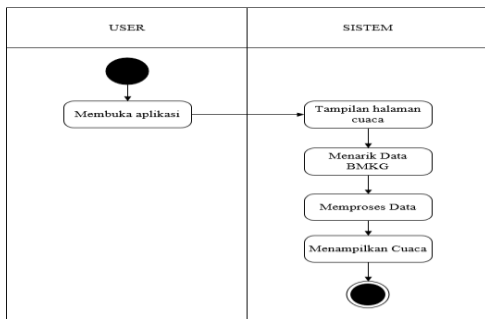 USER
SISTEM
Membuka aplikasi
Tampilan halaman
cuaca
Menarik Data
BMKG
Memproses Data
Menampilkan Cuaca